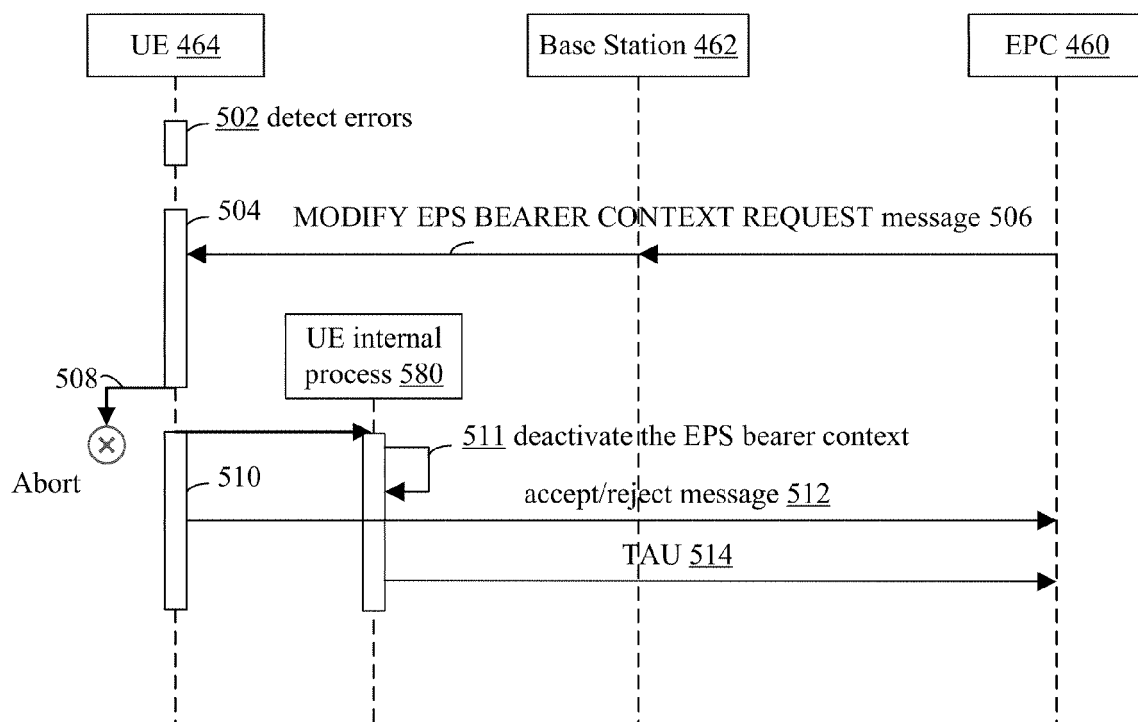 UE 464
Base Station 462
EPC 460
502 detect errors
504
MODIFY EPS BEARER CONTEXT REQUEST message 506
UE internal
process 580
508
511 deactivate the EPS bearer context
Abort
510
accept/reject message 512
TAU 514